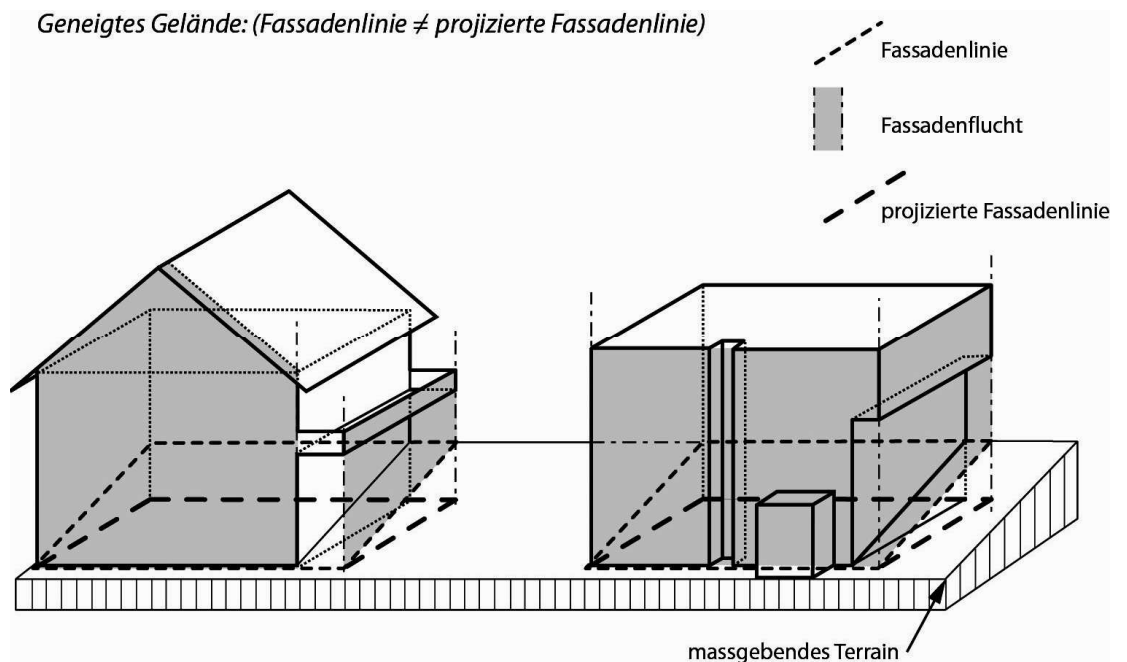 Geneigtes Gelände: (Fassadenlinie ≠ projizierte Fassadenlinie)
Fassadenlinie
Fassadenflucht
projizierte Fassadenlinie
massgebendes Terrain